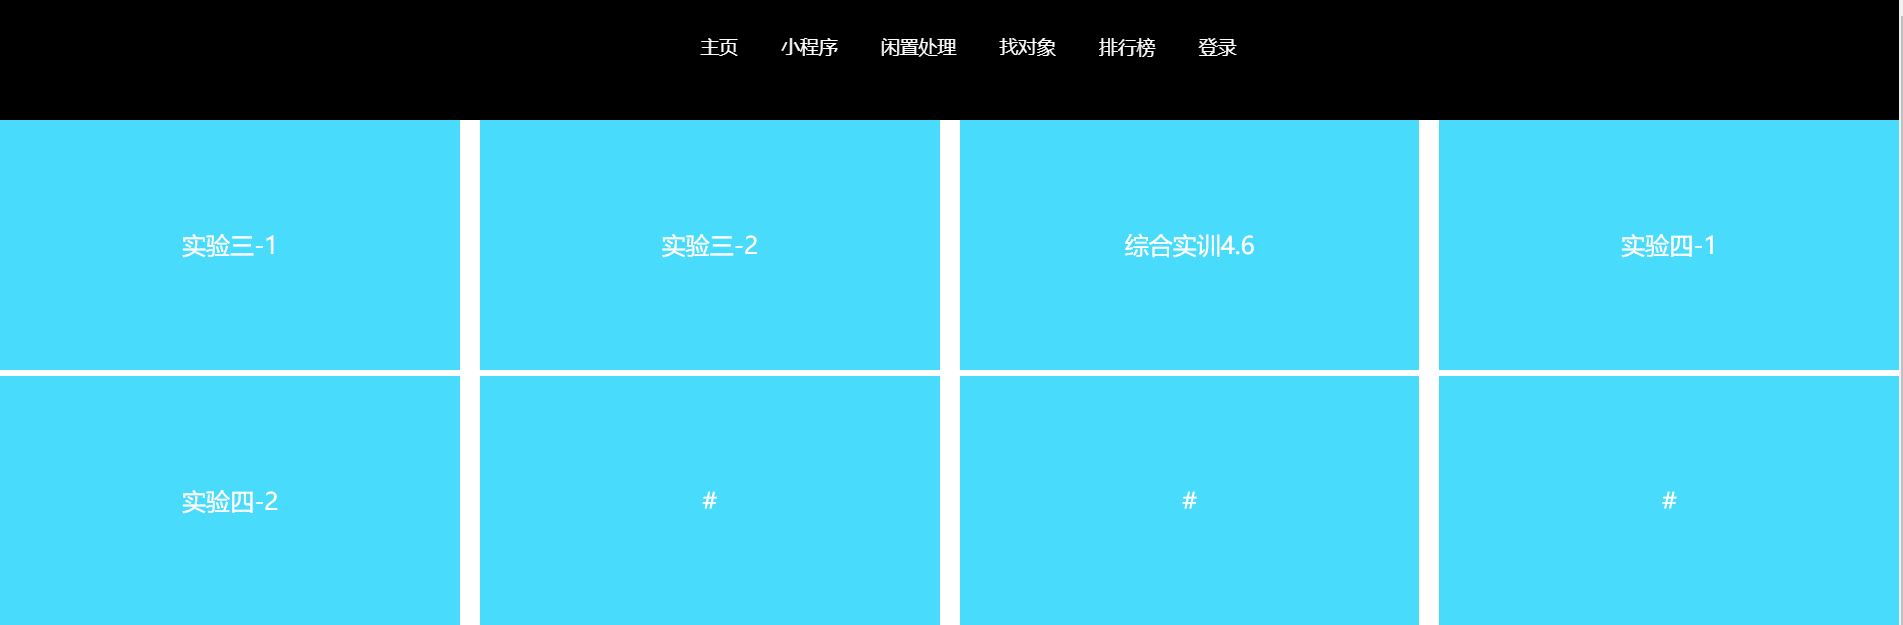 主页 小程序 闲置处理 找对象 排行榜 登录
实验三-1 实验三-2 综合实训4.6 实验四-1
实验四-2 # # #